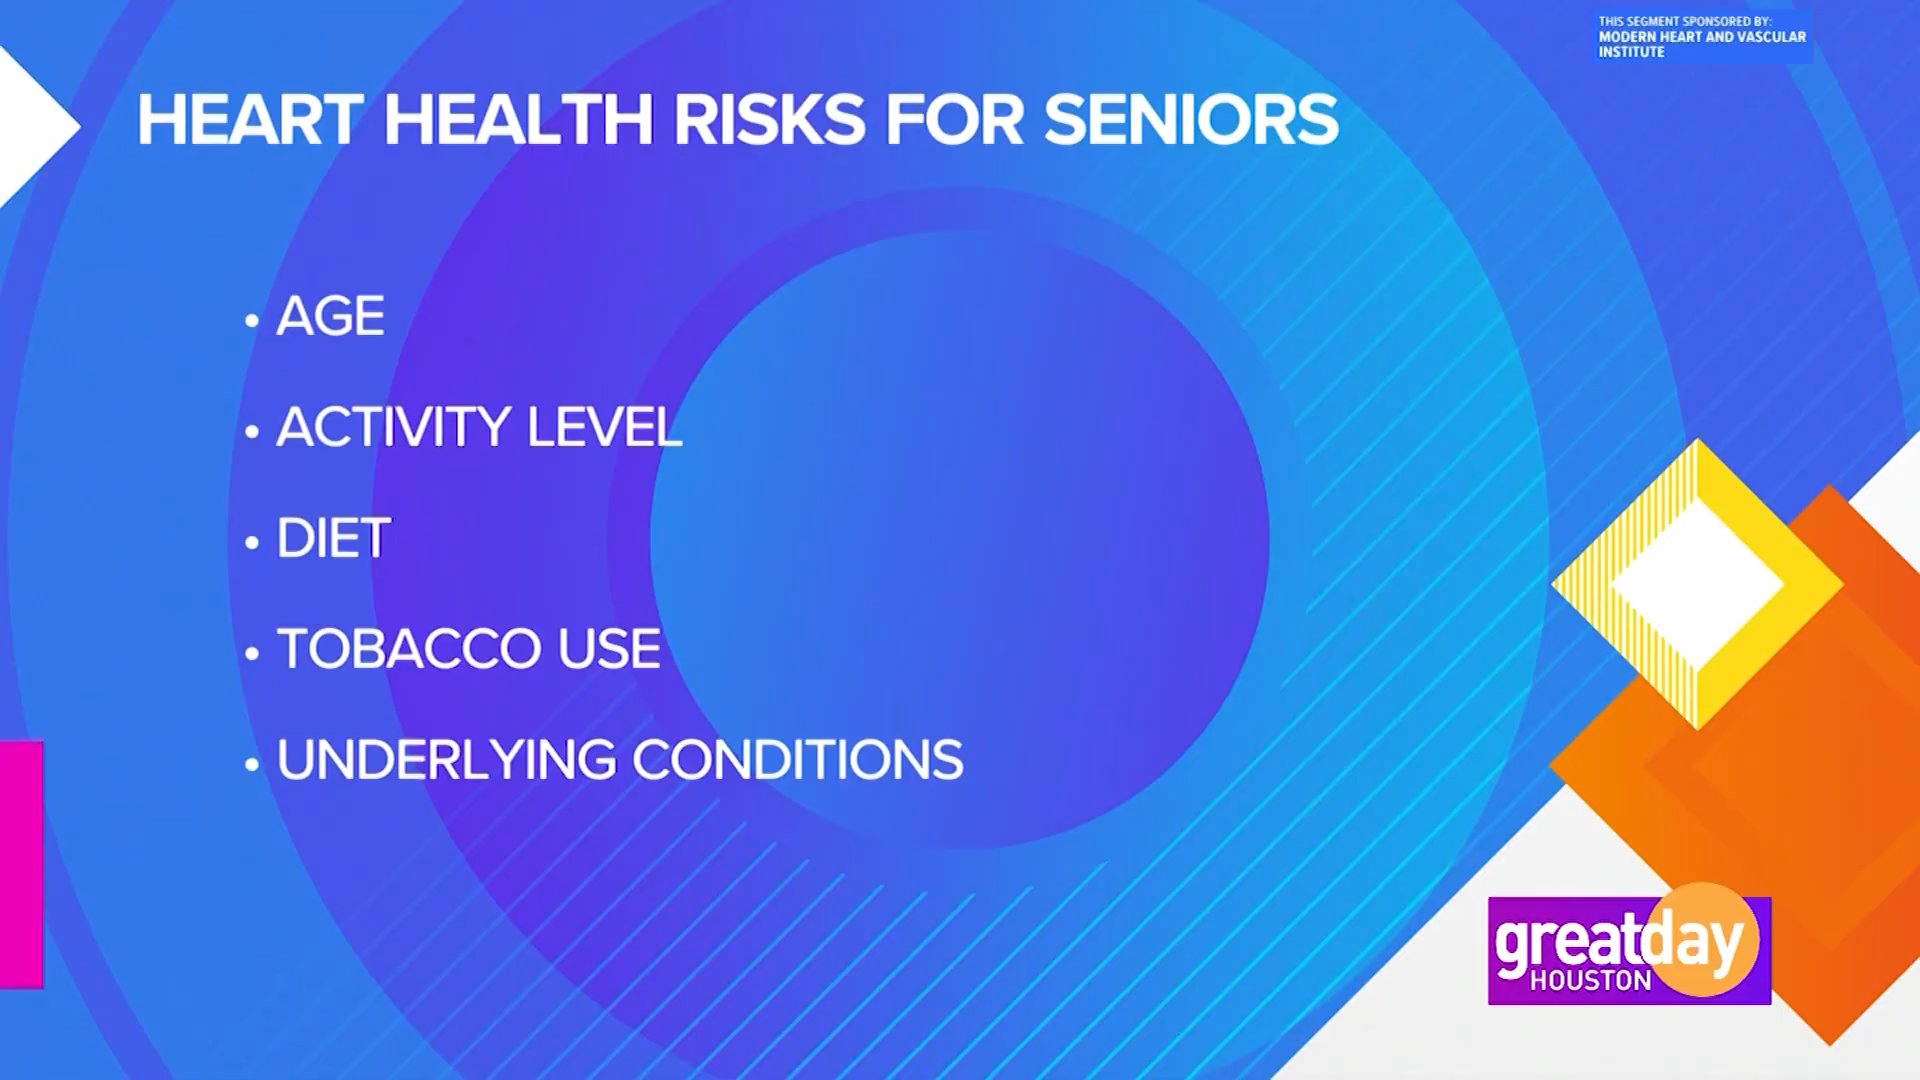 THIS SEGMENT SPONSORED BY:
MODERN HEART AND VASCULAR
INSTITUTE
HEART HEALTH RISKS FOR SENIORS
• AGE
• ACTIVITY LEVEL
• DIET
• TOBACCO USE
• UNDERLYING CONDITIONS
greatday
HOUSTON